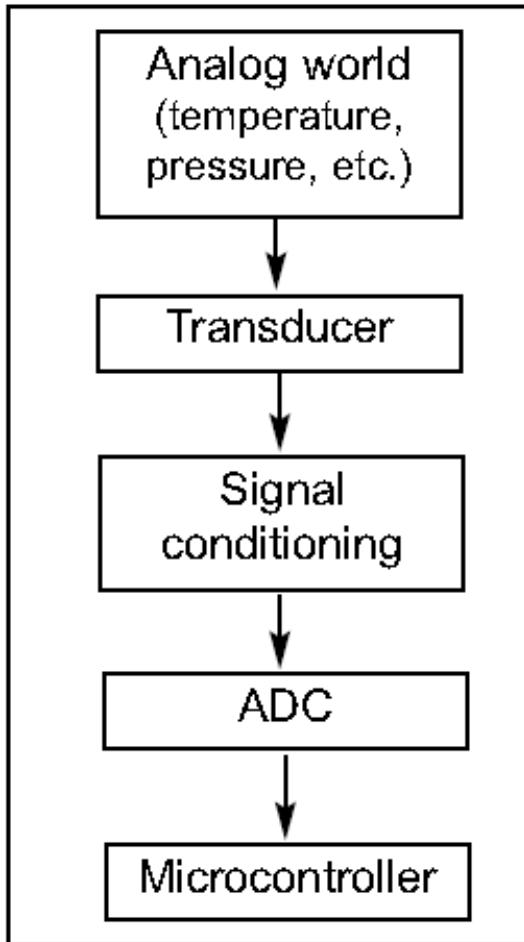 Analog world
(temperature,
pressure, etc.)
Transducer
Signal
conditioning
ADC
Microcontroller